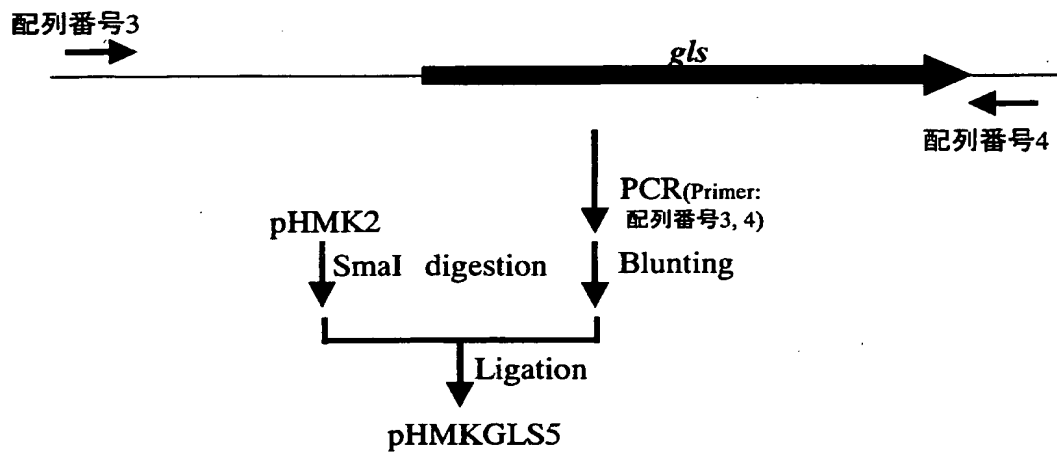 配列番号3
gls
配列番号4
PCR(Primer:
配列番号3, 4)
pHMK2
SmaI digestion
Blunting
Ligation
pHMKGLS5